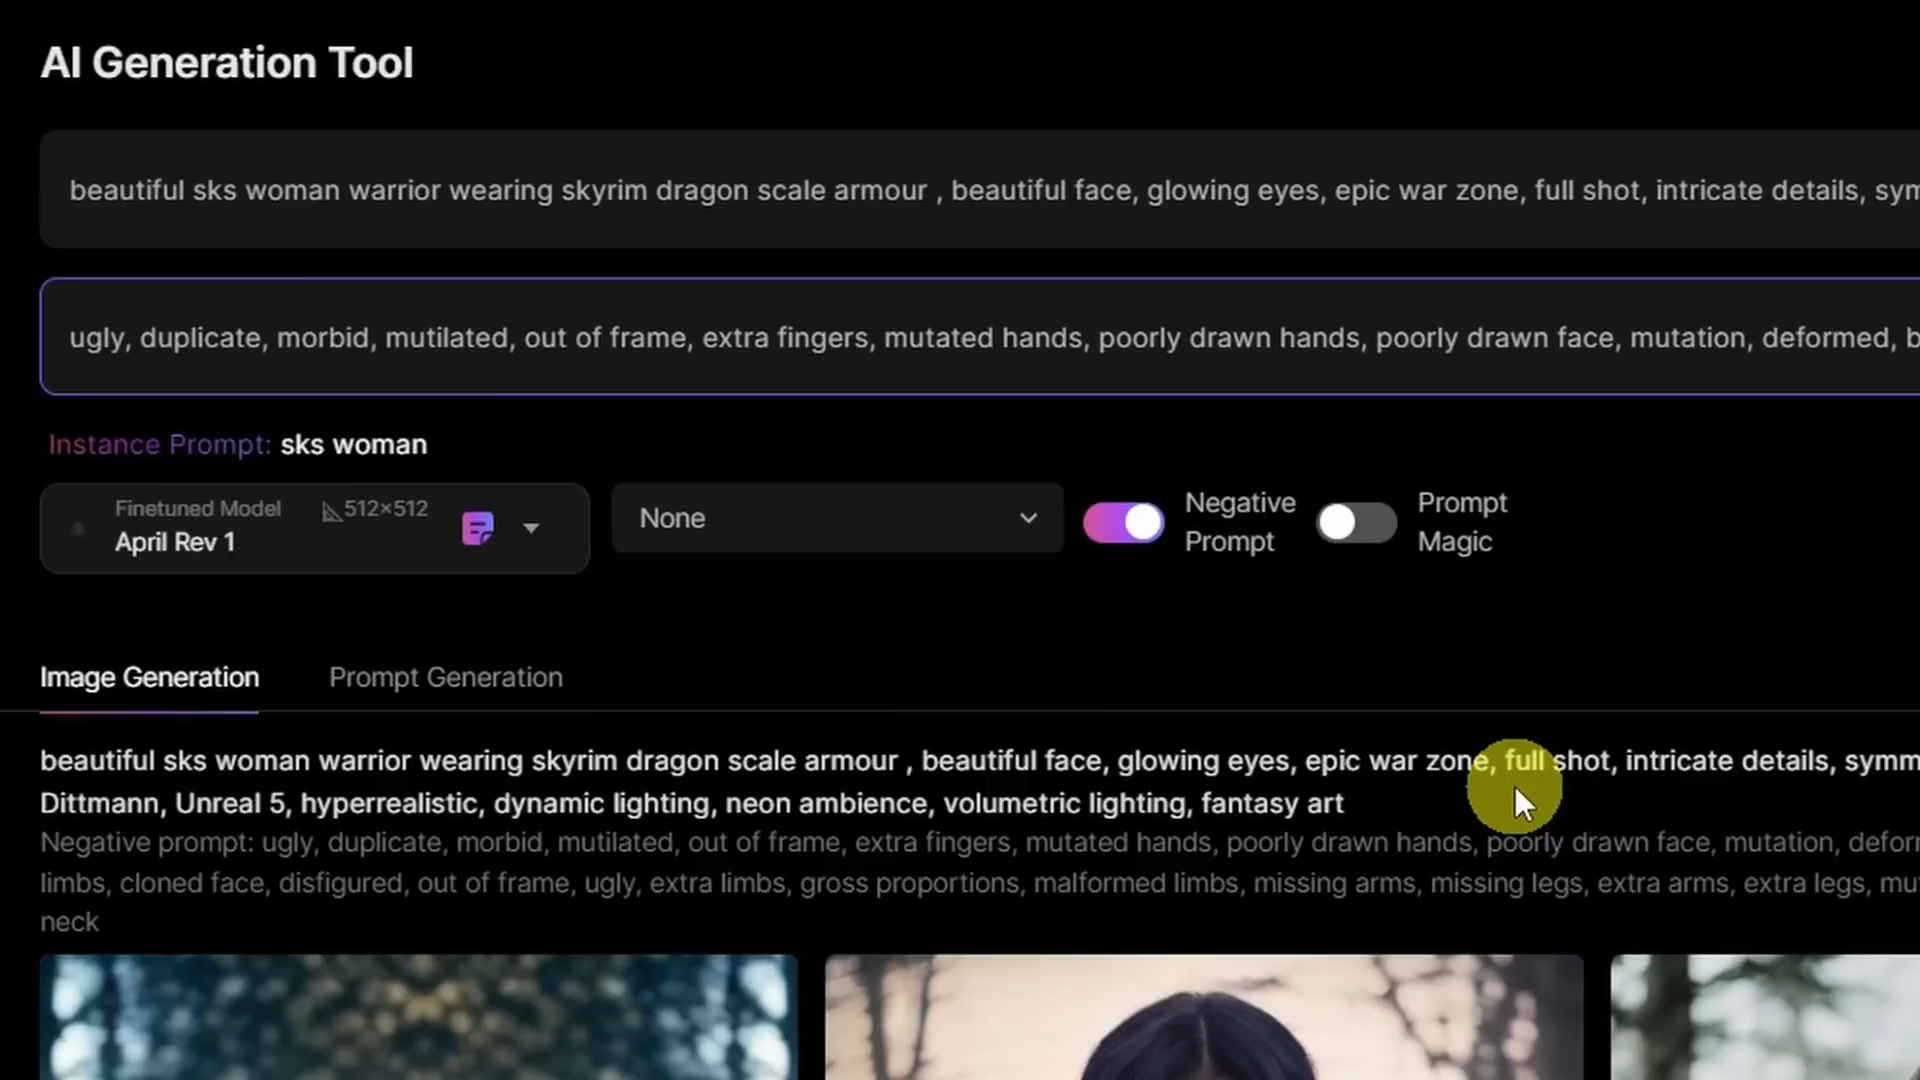 AI Generation Tool
beautiful sks woman warrior wearing skyrim dragon scale armour , beautiful face, glowing eyes, epic war zone, full shot, intricate details, sym
ugly, duplicate, morbid, mutilated, out of frame, extra fingers, mutated hands, poorly drawn hands, poorly drawn face, mutation, deformed, b
Instance Prompt: sks woman
Finetuned Model 512×512
April Rev 1
None
Negative
Prompt
Prompt
Magic
Image Generation Prompt Generation
beautiful sks woman warrior wearing skyrim dragon scale armour , beautiful face, glowing eyes, epic war zone, full shot, intricate details, symm
Dittmann, Unreal 5, hyperrealistic, dynamic lighting, neon ambience, volumetric lighting, fantasy art
Negative prompt: ugly, duplicate, morbid, mutilated, out of frame, extra fingers, mutated hands, poorly drawn hands, poorly drawn face, mutation, defor
limbs, cloned face, disfigured, out of frame, ugly, extra limbs, gross proportions, malformed limbs, missing arms, missing legs, extra arms, extra legs, mu
neck